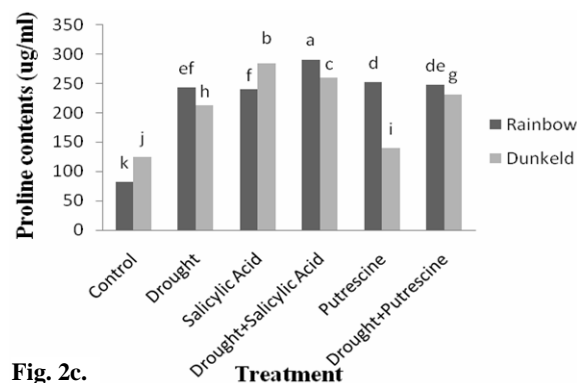 Proline contents (ug/ml)
350
300
250
200
150
100
50
0
k
j
ef
h
f
b
a
c
d
i
de
g
Rainbow
Dunkeld
Control
Drought
Salicylic Acid
Drought+Salicylic Acid
Putrescine
Drought+Putrescine
Fig. 2c.
Treatment